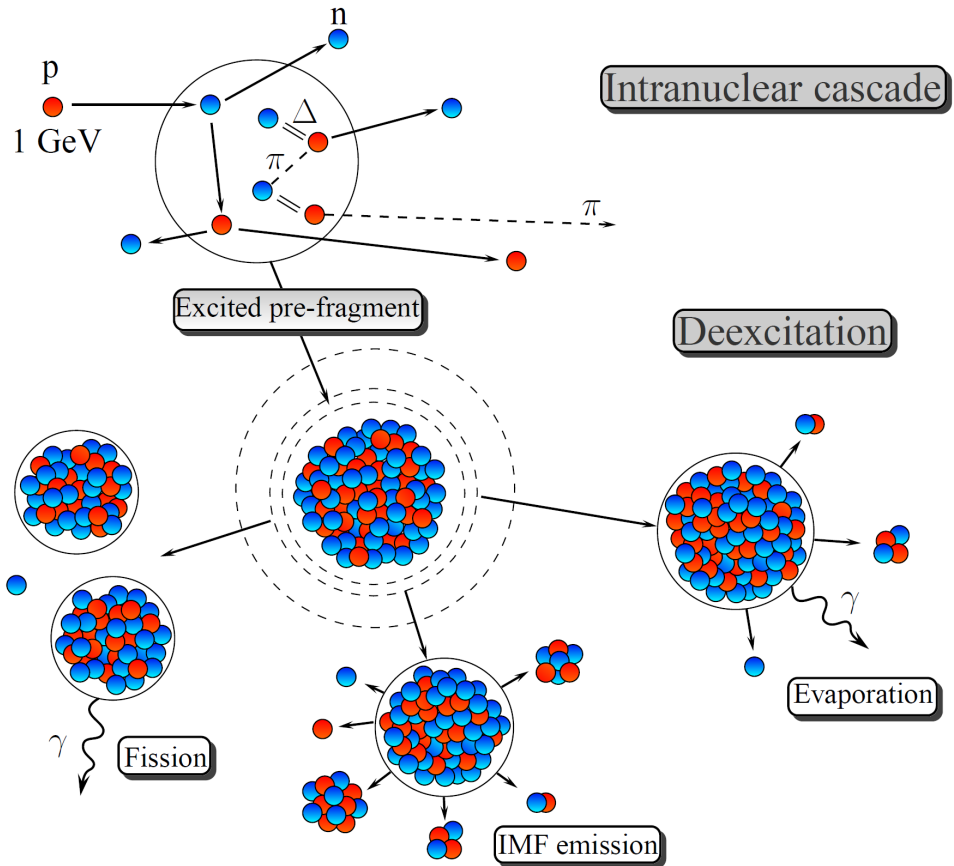 n
p
Intranuclear cascade
1 GeV
Δ
π
π
Excited pre-fragment
Deexcitation
γ
Evaporation
γ
Fission
IMF emission